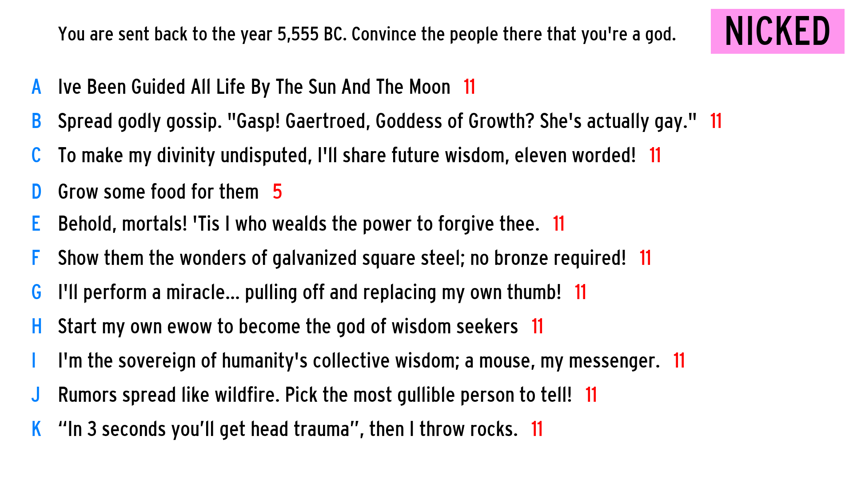 You are sent back to the year 5,555 BC. Convince the people there that you're a god.
NICKED
A Ive Been Guided All Life By The Sun And The Moon 11
B Spread godly gossip. "Gasp! Gaertroed, Goddess of Growth? She's actually gay." 11
C To make my divinity undisputed, I'll share future wisdom, eleven worded! 11
D Grow some food for them 5
E Behold, mortals! 'Tis I who wealds the power to forgive thee. 11
F Show them the wonders of galvanized square steel; no bronze required! 11
G I'll perform a miracle... pulling off and replacing my own thumb! 11
H Start my own ewow to become the god of wisdom seekers 11
I I'm the sovereign of humanity's collective wisdom; a mouse, my messenger. 11
J Rumors spread like wildfire. Pick the most gullible person to tell! 11
K “In 3 seconds you’ll get head trauma”, then I throw rocks. 11